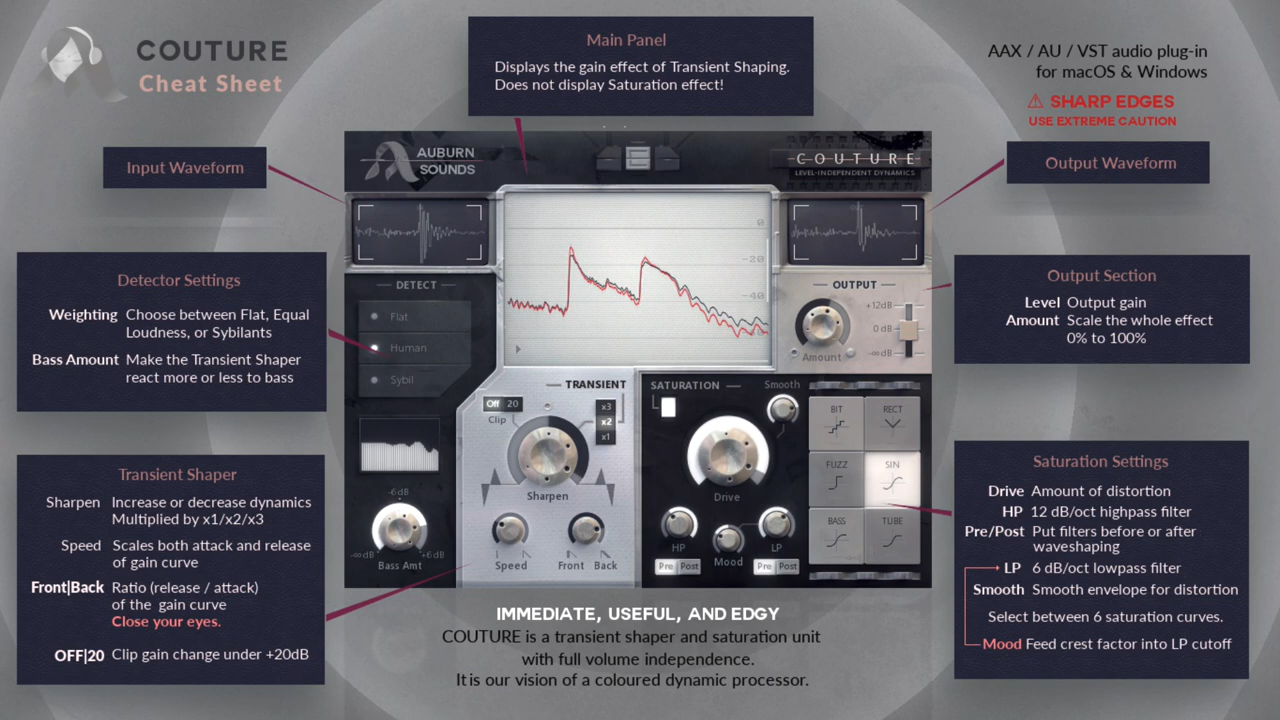 COUTURE
Cheat Sheet
Main Panel
Displays the gain effect of Transient Shaping.
Does not display Saturation effect!
AAX / AU / VST audio plug-in
for macOS & Windows
⚠ SHARP EDGES
USE EXTREME CAUTION
Input Waveform
Output Waveform
AUBURN
SOUNDS
COUTURE
LEVEL-INDEPENDENT DYNAMICS
Detector Settings
Weighting Choose between Flat, Equal
Loudness, or Sybilants
Bass Amount Make the Transient Shaper
react more or less to bass
Transient Shaper
Sharpen Increase or decrease dynamics
Multiplied by x1/x2/x3
Speed Scales both attack and release
of gain curve
Front|Back Ratio (release / attack)
of the gain curve
Close your eyes.
OFF|20 Clip gain change under +20dB
DETECT
Flat
Human
Sybil
-6dB
-∞dB +6dB
Bass Amt
0
-20
-40
TRANSIENT
Off 20
Clip
x3
x2
x1
Sharpen
Speed
Front Back
SATURATION
Smooth
Drive
HP
Mood
LP
Pre Post
Pre Post
BIT
RECT
FUZZ
SIN
BASS
TUBE
OUTPUT
+12dB
0 dB
-∞dB
Amount
Output Section
Level Output gain
Amount Scale the whole effect
0% to 100%
Saturation Settings
Drive Amount of distortion
HP 12 dB/oct highpass filter
Pre/Post Put filters before or after
waveshaping
LP 6 dB/oct lowpass filter
Smooth Smooth envelope for distortion
Select between 6 saturation curves.
Mood Feed crest factor into LP cutoff
IMMEDIATE, USEFUL, AND EDGY
COUTURE is a transient shaper and saturation unit
with full volume independence.
It is our vision of a coloured dynamic processor.